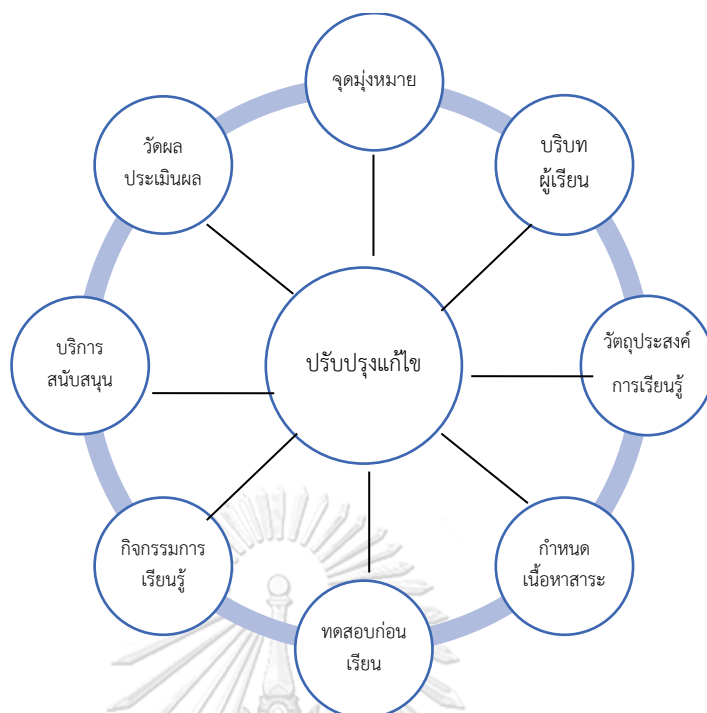 จุดมุ่งหมาย
บริบท
ผู้เรียน
วัตถุประสงค์
การเรียนรู้
กำหนด
เนื้อหาสาระ
ทดสอบก่อน
เรียน
กิจกรรมการ
เรียนรู้
บริการ
สนับสนุน
วัดผล
ประเมินผล
ปรับปรุงแก้ไข